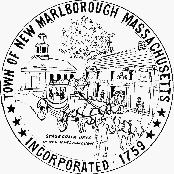 TOWN OF NEW MARLBOROUGH MASSACHUSETTS
INCORPORATED 1759